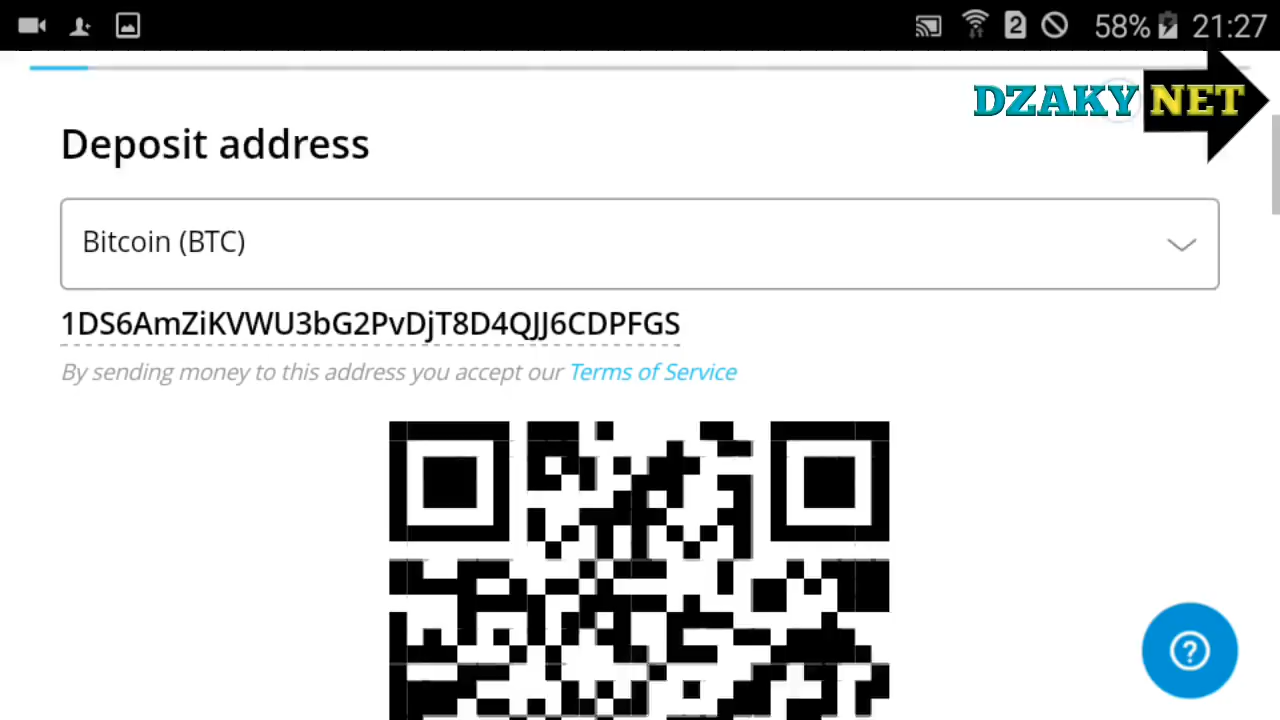 58% 21:27
DZAKY NET
Deposit address
Bitcoin (BTC)
1DS6AmZiKVWU3bG2PvDjT8D4QJJ6CDPFGS
By sending money to this address you accept our Terms of Service